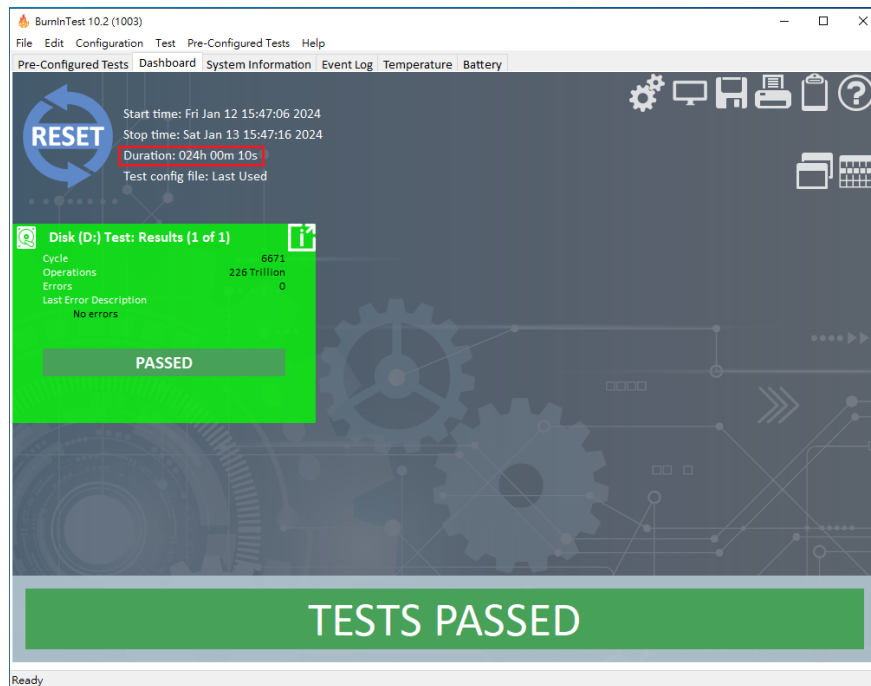 BurnInTest 10.2 (1003)
File Edit Configuration Test Pre-Configured Tests Help
Pre-Configured Tests Dashboard System Information Event Log Temperature Battery
RESET
Start time: Fri Jan 12 15:47:06 2024
Stop time: Sat Jan 13 15:47:16 2024
Duration: 024h 00m 10s
Test config file: Last Used
Disk (D:) Test: Results (1 of 1)
Cycle 6671
Operations 226 Trillion
Errors 0
Last Error Description
No errors
PASSED
TESTS PASSED
Ready